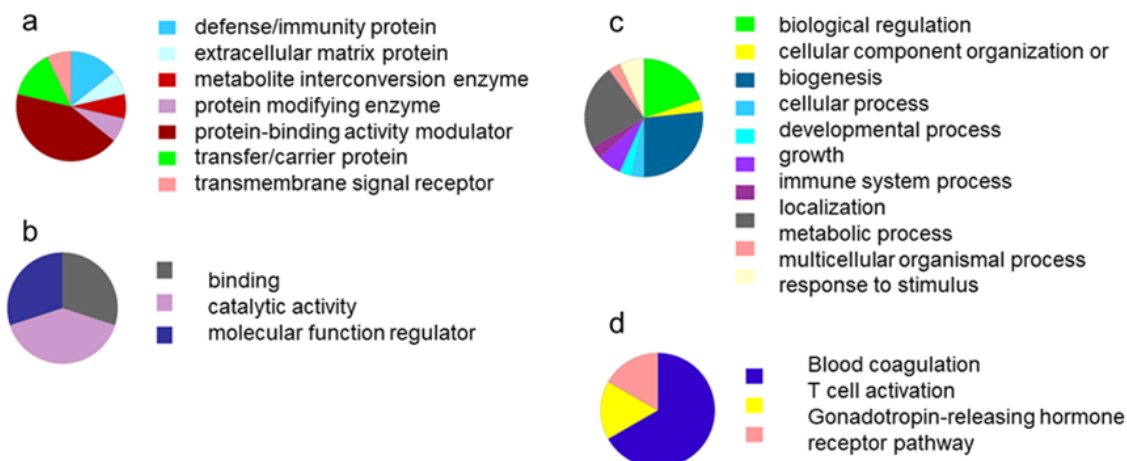 a
defense/immunity protein
extracellular matrix protein
metabolite interconversion enzyme
protein modifying enzyme
protein-binding activity modulator
transfer/carrier protein
transmembrane signal receptor
b
binding
catalytic activity
molecular function regulator
c
biological regulation
cellular component organization or
biogenesis
cellular process
developmental process
growth
immune system process
localization
metabolic process
multicellular organismal process
response to stimulus
d
Blood coagulation
T cell activation
Gonadotropin-releasing hormone
receptor pathway